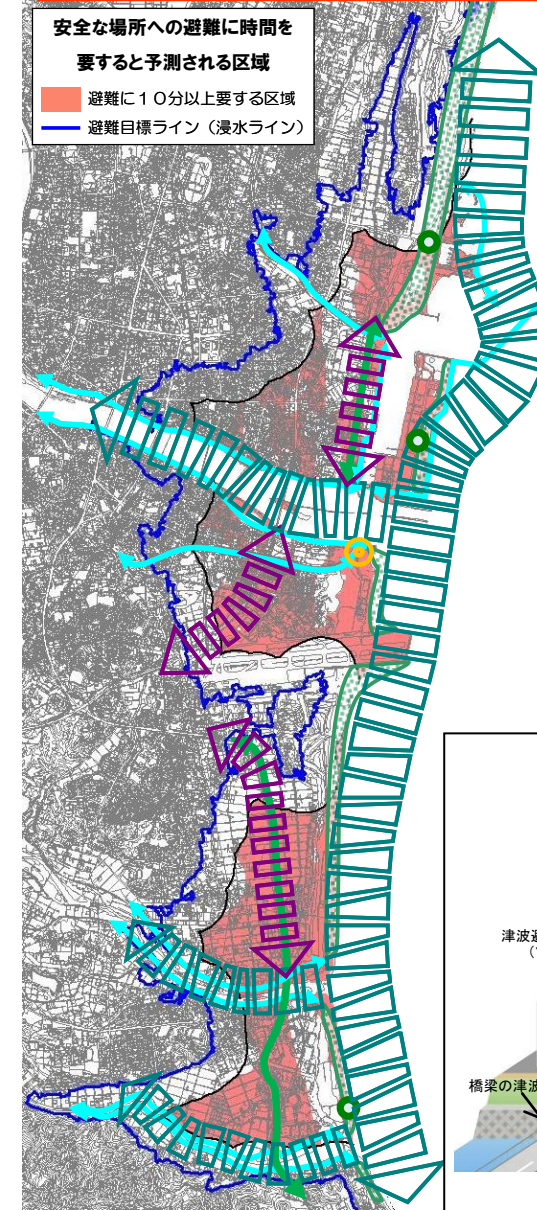 安全な場所への避難に時間を
要すると予測される区域
避難に１０分以上要する区域
避難目標ライン（浸水ライン）
津波
橋梁の津波